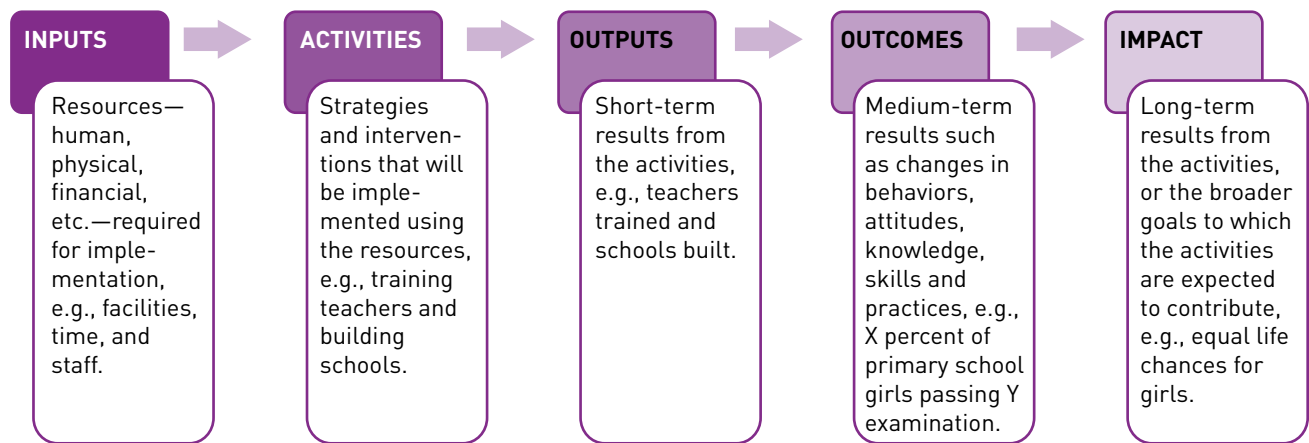 INPUTS
Resources—
human,
physical,
financial,
etc.—required
for imple-
mentation,
e.g., facilities,
time, and
staff.
ACTIVITIES
Strategies
and interven-
tions that will
be imple-
mented using
the resources,
e.g., training
teachers and
building
schools.
OUTPUTS
Short-term
results from
the activities,
e.g., teachers
trained and
schools built.
OUTCOMES
Medium-term
results such
as changes in
behaviors,
attitudes,
knowledge,
skills and
practices, e.g.,
X percent of
primary school
girls passing Y
examination.
IMPACT
Long-term
results from
the activities,
or the broader
goals to which
the activities
are expected
to contribute,
e.g., equal life
chances for
girls.